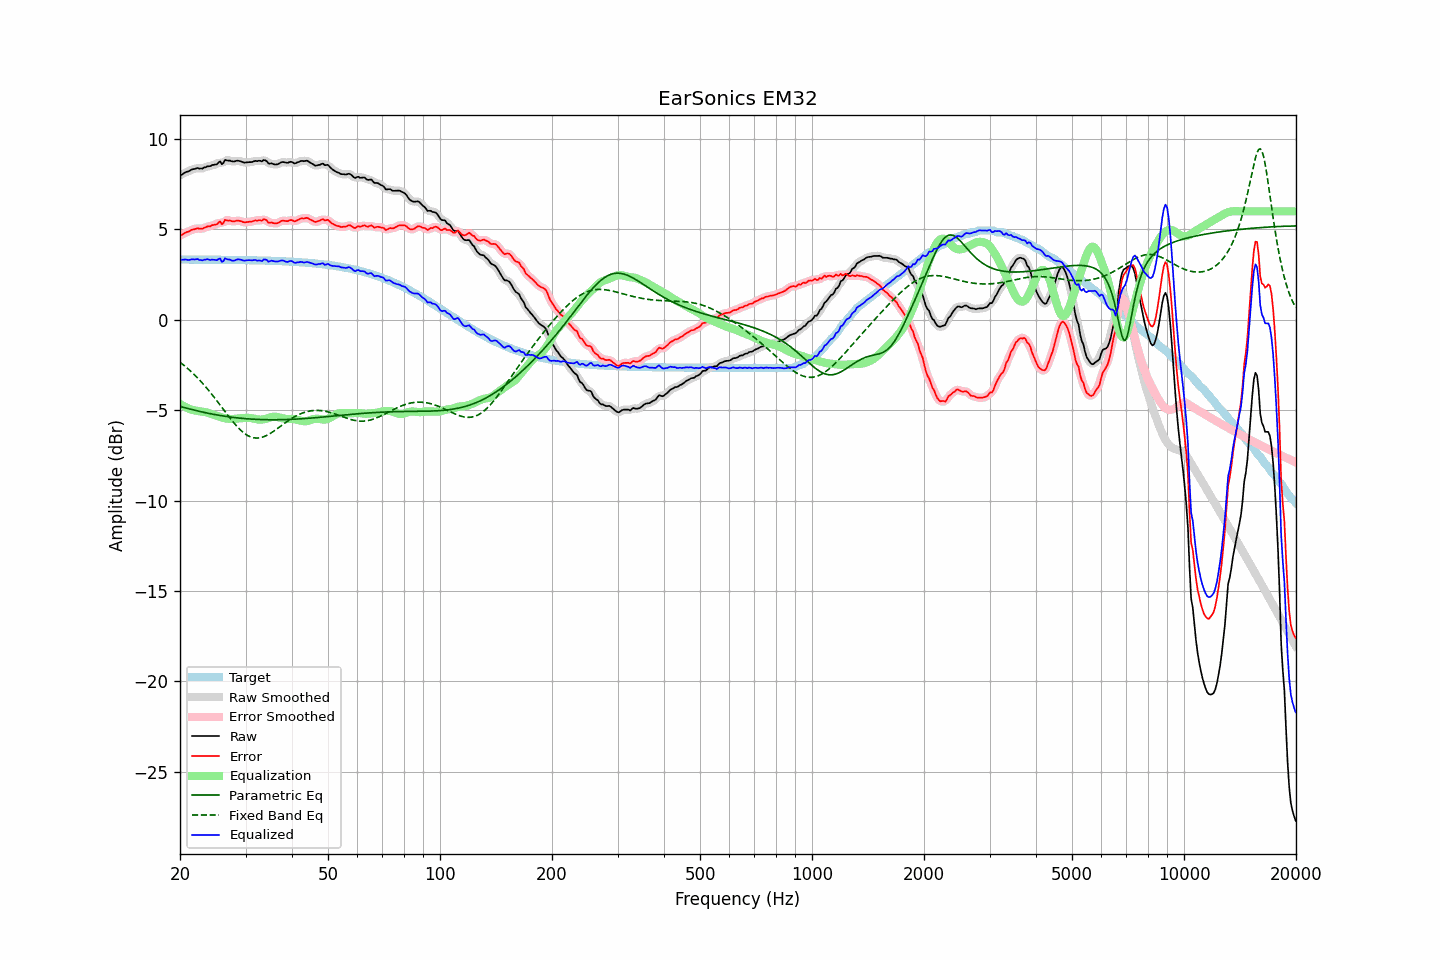 EarSonics EM32
Amplitude (dBr)
10
5
0
−5
−10
−15
−20
−25
Target
Raw Smoothed
Error Smoothed
Raw
Error
Equalization
Parametric Eq
Fixed Band Eq
Equalized
20 50 100 200 500 1000 2000 5000 10000 20000
Frequency (Hz)